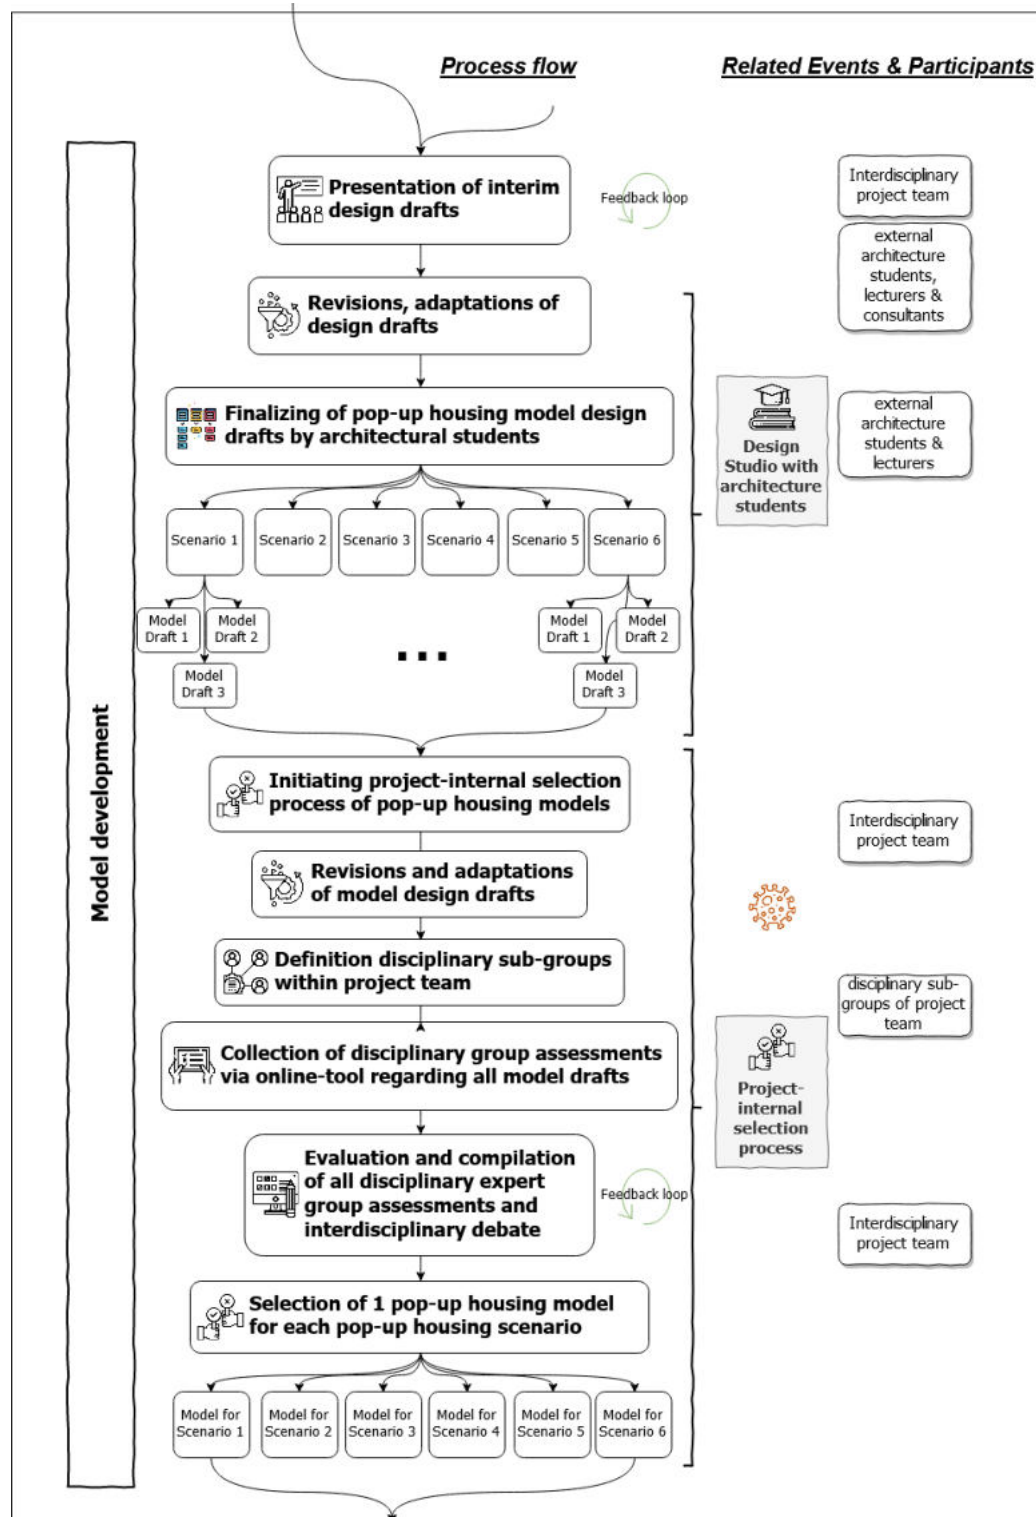 Process flow
Related Events & Participants
Model development
Presentation of interim
design drafts
Feedback loop
Interdisciplinary
project team
external
architecture
students,
lecturers &
consultants
Revisions, adaptations of
design drafts
Finalizing of pop-up housing model design
drafts by architectural students
Design
Studio with
architecture
students
external
architecture
students &
lecturers
Scenario 1
Scenario 2
Scenario 3
Scenario 4
Scenario 5
Scenario 6
Model
Draft 1
Model
Draft 2
Model
Draft 3
...
Model
Draft 1
Model
Draft 2
Model
Draft 3
Initiating project-internal selection
process of pop-up housing models
Interdisciplinary
project team
Revisions and adaptations
of model design drafts
Definition disciplinary sub-groups
within project team
disciplinary sub-
groups of project
team
Collection of disciplinary group assessments
via online-tool regarding all model drafts
Project-
internal
selection
process
Evaluation and compilation
of all disciplinary expert
group assessments and
interdisciplinary debate
Feedback loop
Interdisciplinary
project team
Selection of 1 pop-up housing model
for each pop-up housing scenario
Model for
Scenario 1
Model for
Scenario 2
Model for
Scenario 3
Model for
Scenario 4
Model for
Scenario 5
Model for
Scenario 6